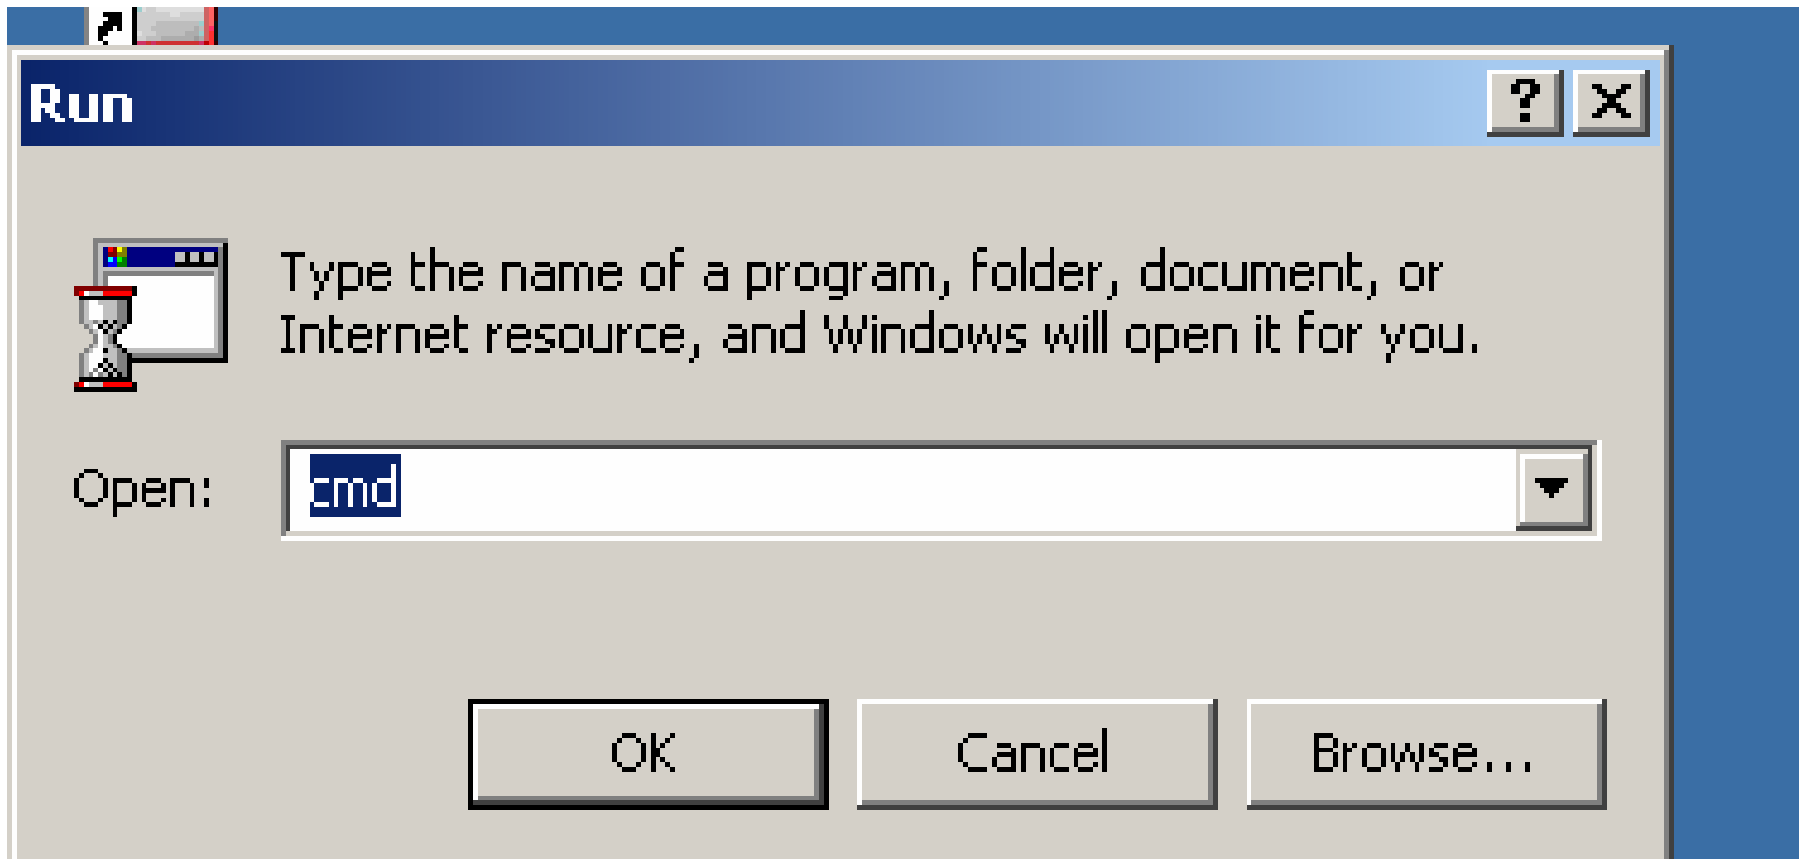 Run
Type the name of a program, folder, document, or
Internet resource, and Windows will open it for you.
Open: cmd
OK Cancel Browse...